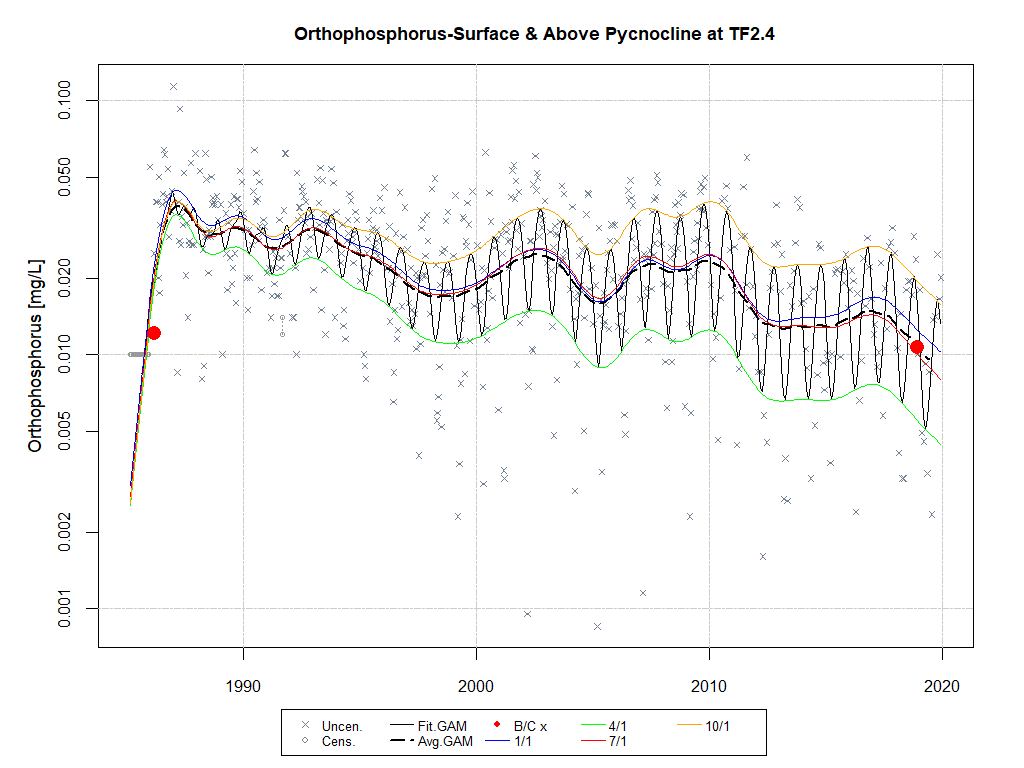 Orthophosphorus-Surface & Above Pycnocline at TF2.4
Orthophosphorus [mg/L]
0.100
0.050
0.020
0.010
0.005
0.002
0.001
1990 2000 2010 2020
Uncen. Fit.GAM B/C x 4/1 10/1
Cens. Avg.GAM 1/1 7/1